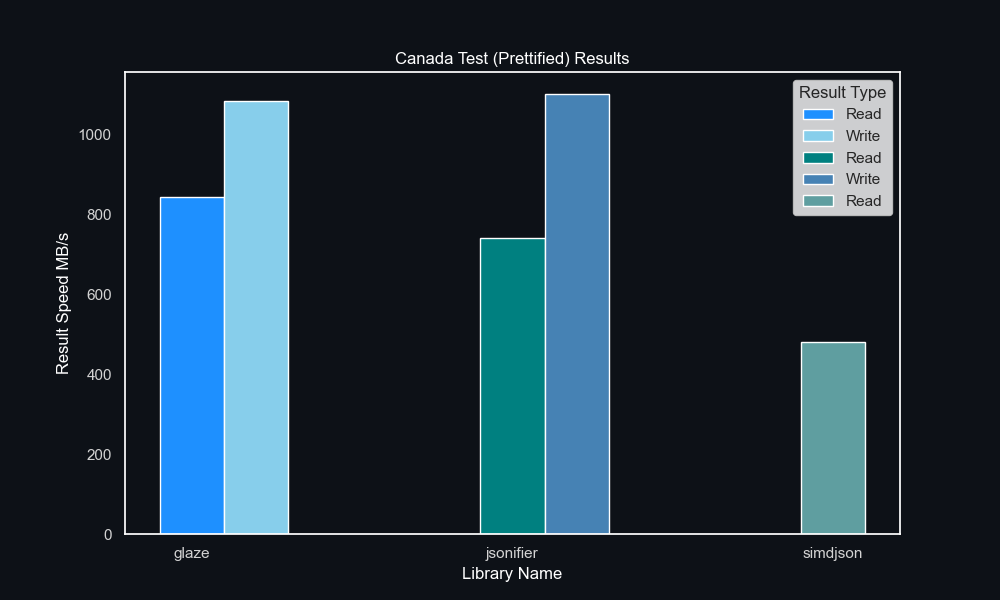 Canada Test (Prettified) Results
Result Type
Read
Write
Read
Write
Read
Result Speed MB/s
1000
800
600
400
200
0
glaze
jsonifier
simdjson
Library Name